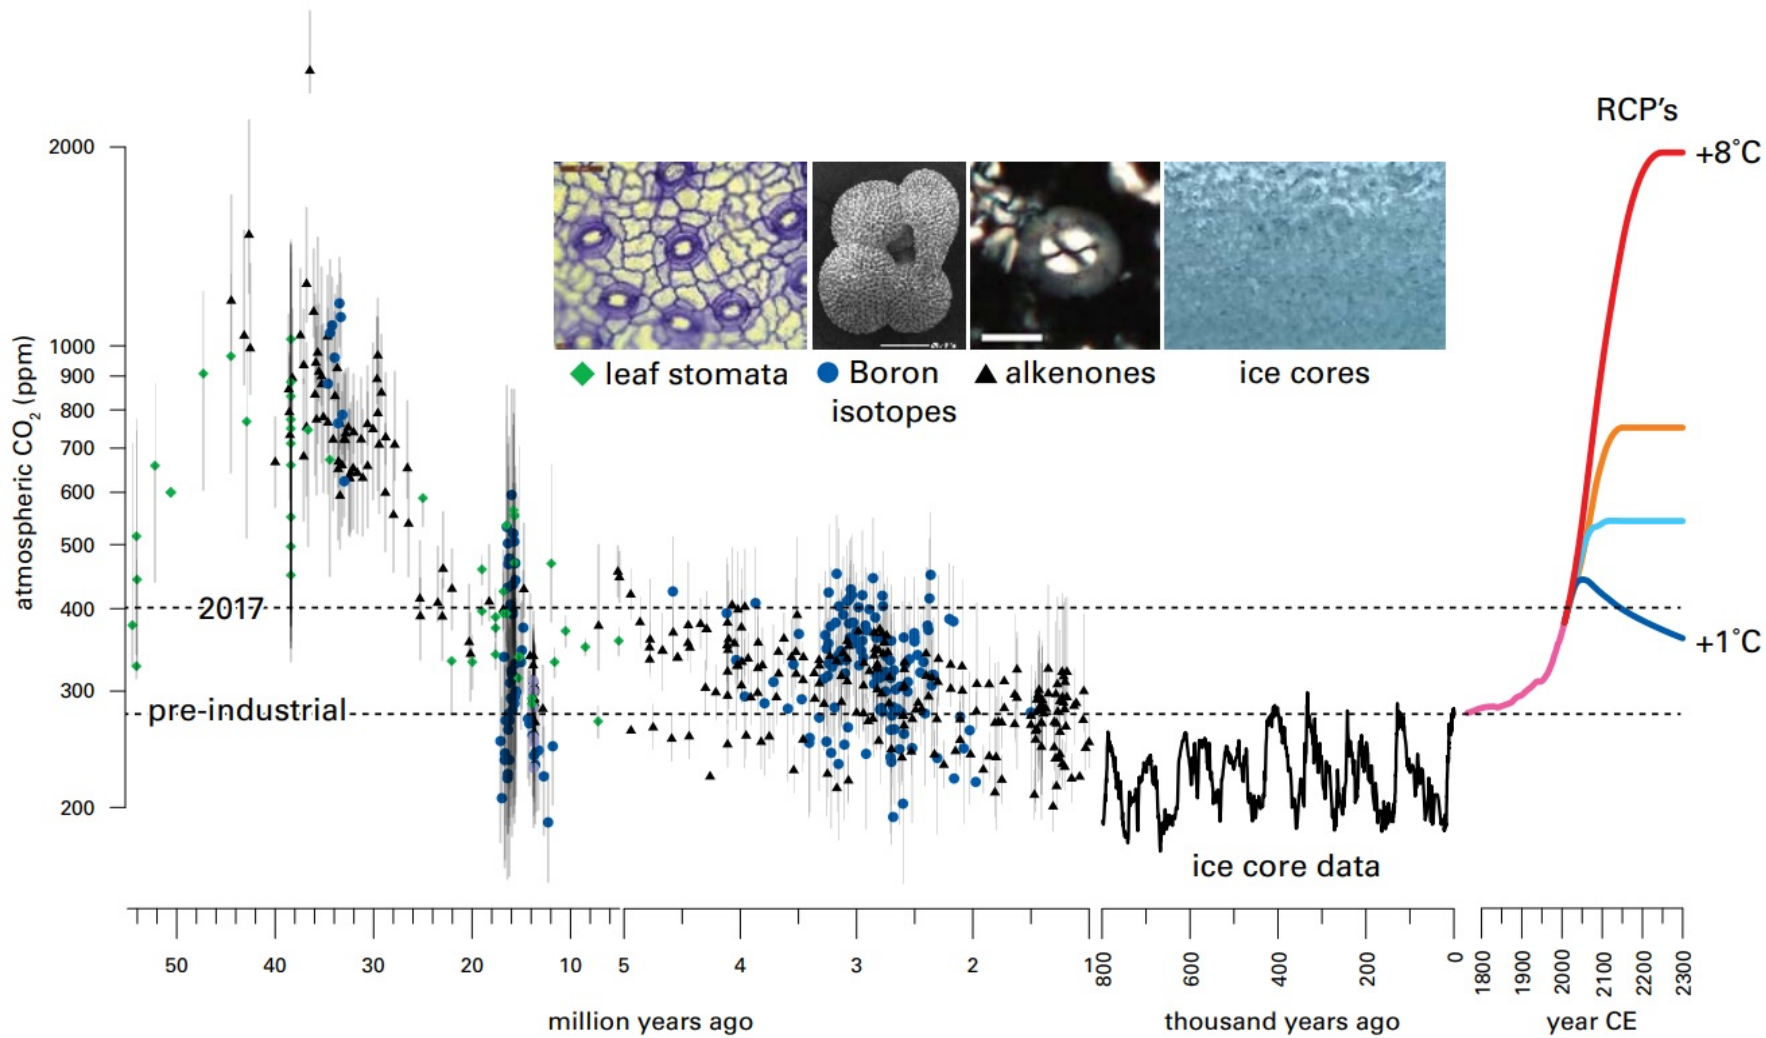 RCP's
2000
+8˚C
1000
900
leaf stomata
Boron
isotopes
alkenones
ice cores
800
700
600
500
2017
400
+1˚C
300
pre-industrial
200
ice core data
atmospheric CO₂ (ppm)
50 40 30 20 10 5 4 3 2 1
800 600 400 200 0
1800 1900 2000 2100 2200 2300
million years ago
thousand years ago
year CE